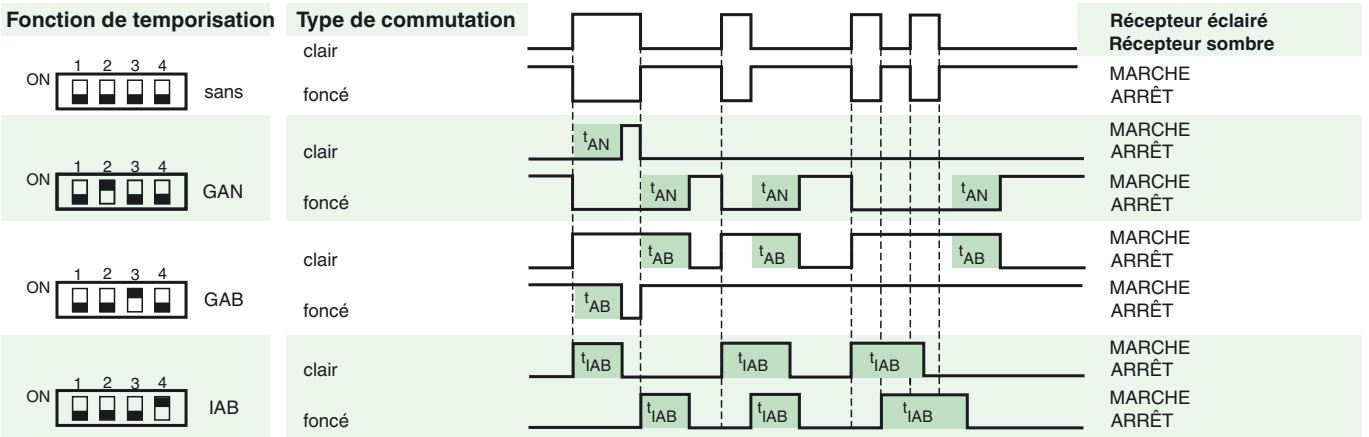 Fonction de temporisation Type de commutation Récepteur éclairé
clair Récepteur sombre
1 2 3 4
ON sans foncé MARCHE
ARRÊT
clair tAN MARCHE
ARRÊT
1 2 3 4
ON GAN foncé tAN tAN tAN MARCHE
ARRÊT
clair tAB tAB tAB MARCHE
ARRÊT
1 2 3 4
ON GAB foncé tAB MARCHE
ARRÊT
clair tIAB tIAB tIAB MARCHE
ARRÊT
1 2 3 4
ON IAB foncé tIAB tIAB tIAB MARCHE
ARRÊT